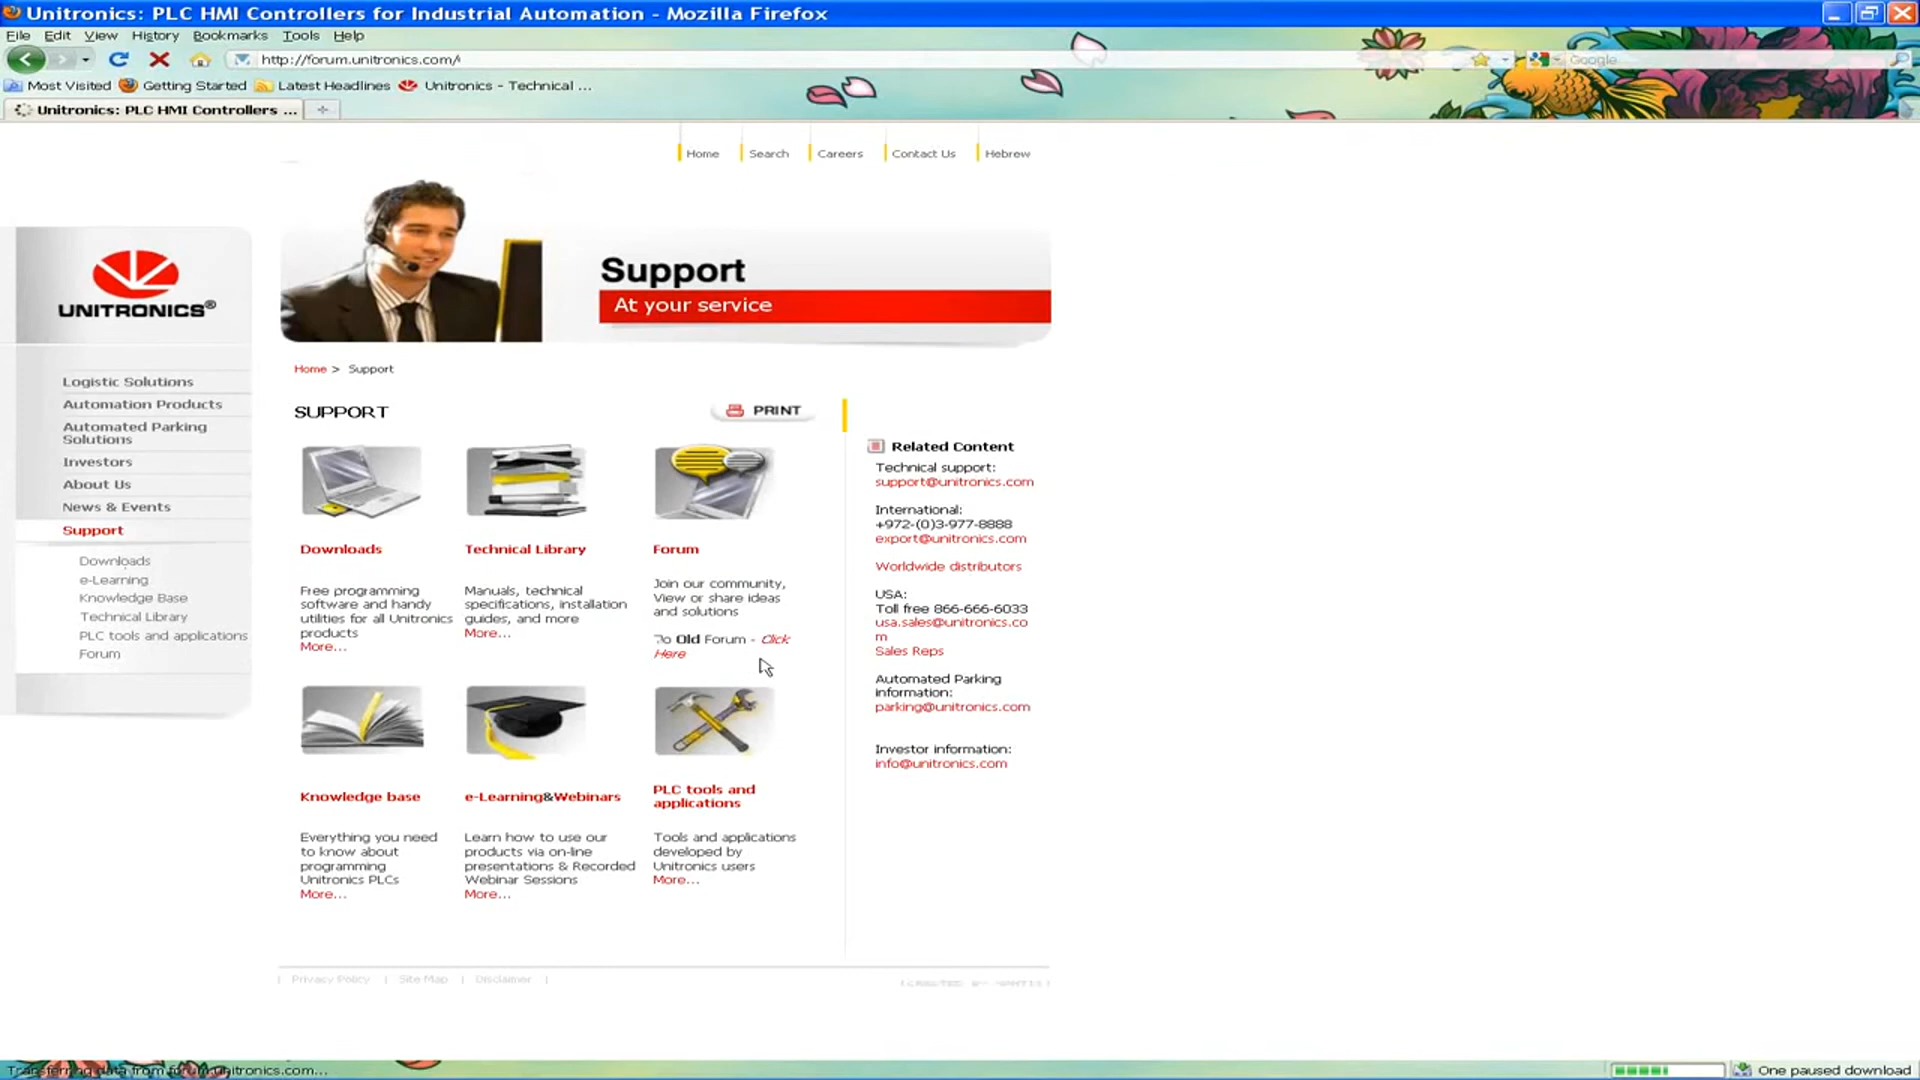 Unitronics: PLC HMI Controllers for Industrial Automation - Mozilla Firefox
File Edit View History Bookmarks Tools Help
http://forum.unitronics.com/
Google
Most Visited Getting Started Latest Headlines Unitronics - Technical ...
Unitronics: PLC HMI Controllers ...
Home Search Careers Contact Us Hebrew
UNITRONICS®
Support
At your service
Logistic Solutions
Automation Products
Automated Parking
Solutions
Investors
About Us
News & Events
Support
Downloads
e-Learning
Knowledge Base
Technical Library
PLC tools and applications
Forum
Home > Support
SUPPORT
PRINT
Downloads
Free programming
software and handy
utilities for all Unitronics
products
More...
Technical Library
Manuals, technical
specifications, installation
guides, and more
More...
Forum
Join our community,
View or share ideas
and solutions
To Old Forum - Click
Here
Knowledge base
Everything you need
to know about
programming
Unitronics PLCs
More...
e-Learning&Webinars
Learn how to use our
products via on-line
presentations & Recorded
Webinar Sessions
More...
PLC tools and
applications
Tools and applications
developed by
Unitronics users
More...
Related Content
Technical support:
support@unitronics.com
International:
+972-(0)3-977-8888
export@unitronics.com
Worldwide distributors
USA:
Toll free 866-666-6033
usa.sales@unitronics.co
m
Sales Reps
Automated Parking
information:
parking@unitronics.com
Investor information:
info@unitronics.com
| Privacy Policy | Site Map | Disclaimer |
Transferring data from forum.unitronics.com...
One paused download